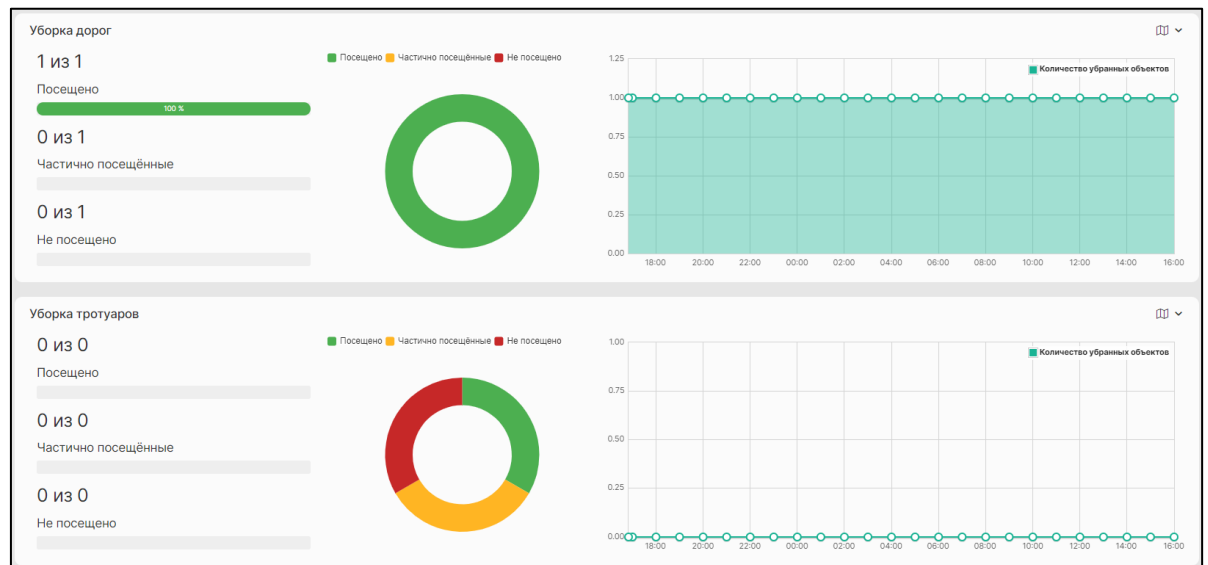 Уборка дорог
1 из 1
Посещено
100 %
0 из 1
Частично посещённые
0 из 1
Не посещено
Посещено Частично посещённые Не посещено
Количество убранных объектов
1.25
1.00
0.75
0.50
0.25
0.00
18:00 20:00 22:00 00:00 02:00 04:00 06:00 08:00 10:00 12:00 14:00 16:00
Уборка тротуаров
0 из 0
Посещено
0 из 0
Частично посещённые
0 из 0
Не посещено
Посещено Частично посещённые Не посещено
Количество убранных объектов
1.00
0.75
0.50
0.25
0.00
18:00 20:00 22:00 00:00 02:00 04:00 06:00 08:00 10:00 12:00 14:00 16:00